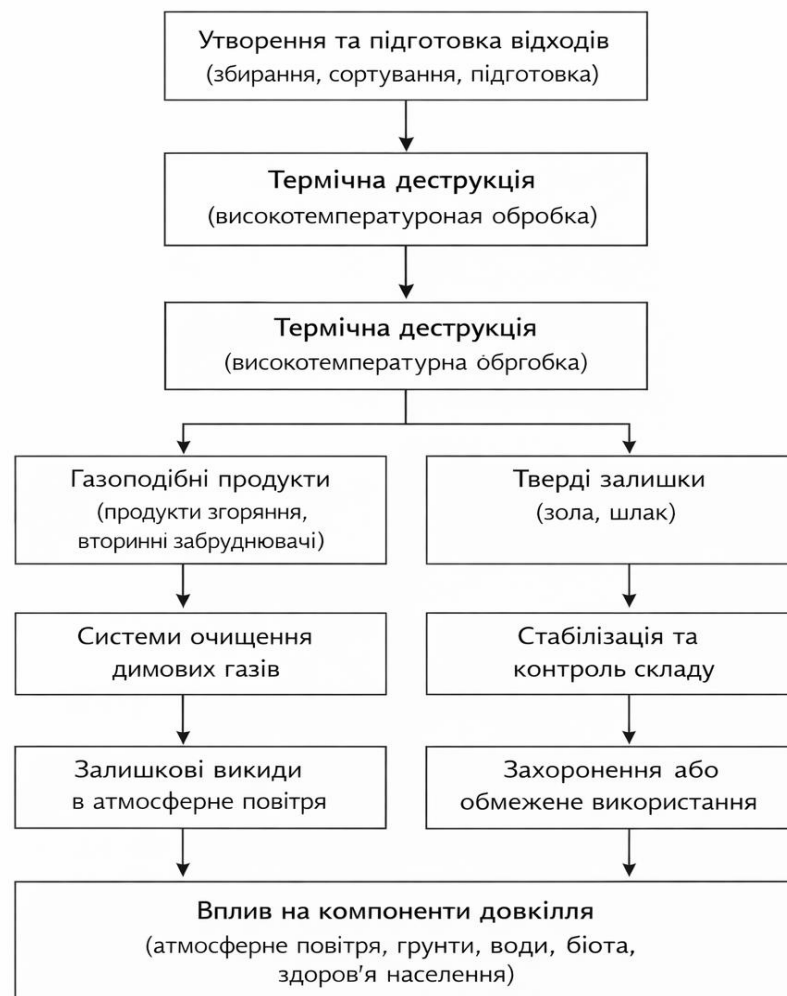 Утворення та підготовка відходів
(збирання, сортування, підготовка)
Термічна деструкція
(високотемпературоная обробка)
Термічна деструкція
(високотемпературна обргобка)
Газоподібні продукти
(продукти згоряння,
вторинні забруднювачі)
Тверді залишки
(зола, шлак)
Системи очищення
димових газів
Стабілізація та
контроль складу
Залишкові викиди
в атмосферне повітря
Захоронення або
обмежене використання
Вплив на компоненти довкілля
(атмосферне повітря, грунти, води, біота,
здоров'я населення)